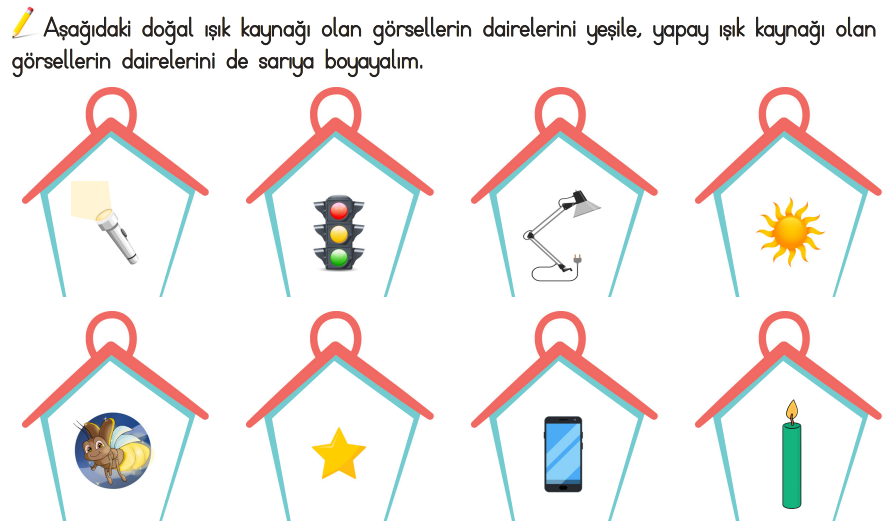 Aşağıdaki doğal ışık kaynağı olan görsellerin dairelerini yeşile, yapay ışık kaynağı olan
görsellerin dairelerini de sarıya boyayalım.